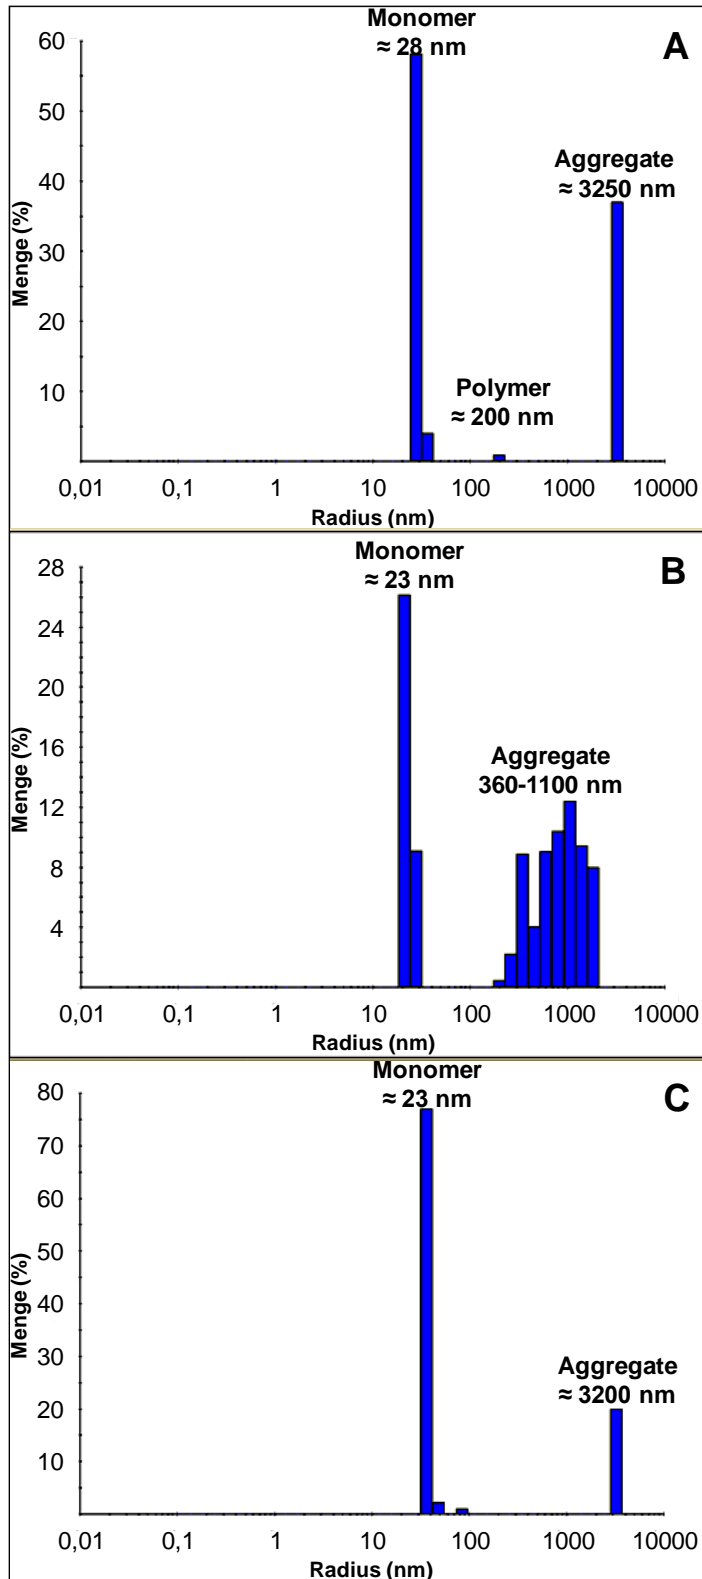 Monomer
≈ 28 nm
A
60
50
40
30
20
10
Menge (%)
Aggregate
≈ 3250 nm
Polymer
≈ 200 nm
0,01 0,1 1 10 100 1000 10000
Radius (nm)
Monomer
≈ 23 nm
B
28
24
20
16
12
8
4
Menge (%)
Aggregate
360-1100 nm
0,01 0,1 1 10 100 1000 10000
Radius (nm)
Monomer
≈ 23 nm
C
80
70
60
50
40
30
20
10
Menge (%)
Aggregate
≈ 3200 nm
0,01 0,1 1 10 100 1000 10000
Radius (nm)